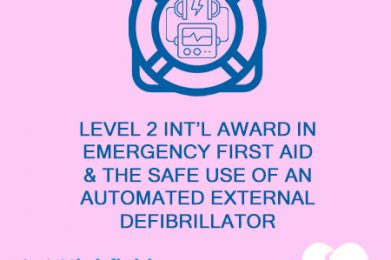 LEVEL 2 INT'L AWARD IN
EMERGENCY FIRST AID
& THE SAFE USE OF AN
AUTOMATED EXTERNAL
DEFIBRILLATOR